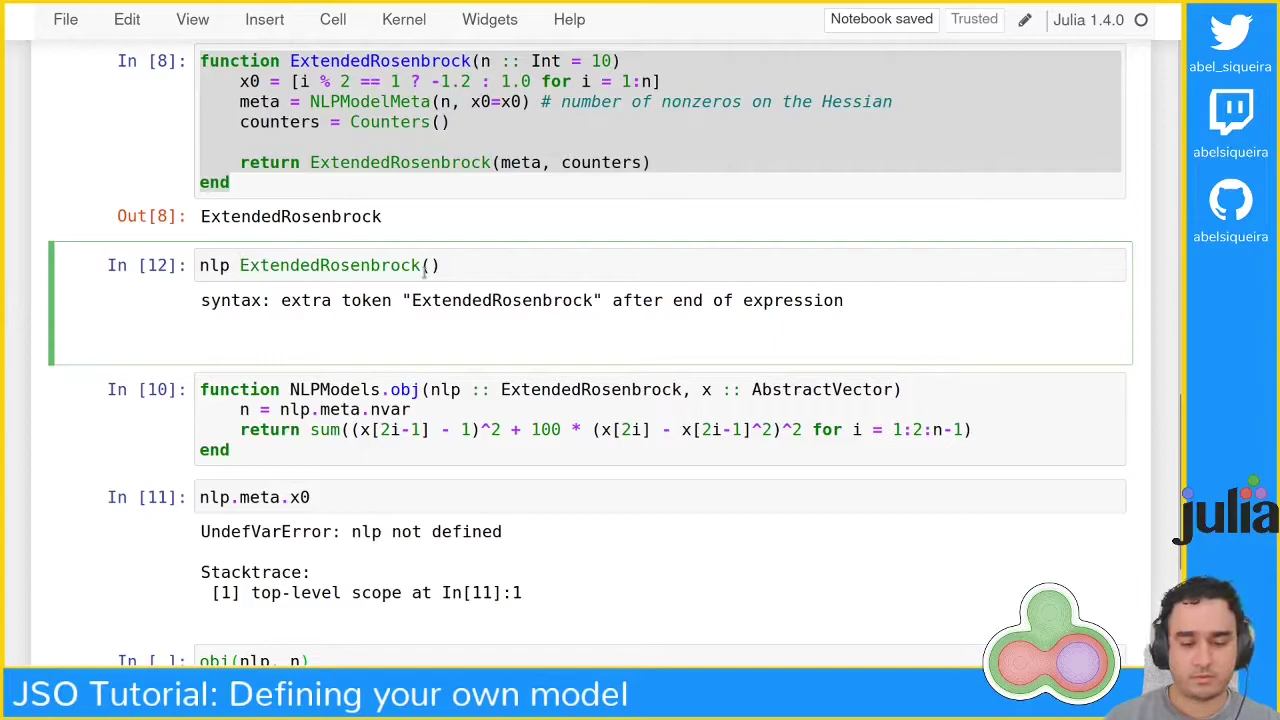 File Edit View Insert Cell Kernel Widgets Help Notebook saved Trusted Julia 1.4.0
In [8]: function ExtendedRosenbrock(n :: Int = 10)
x0 = [i % 2 == 1 ? -1.2 : 1.0 for i = 1:n]
meta = NLPModelMeta(n, x0=x0) # number of nonzeros on the Hessian
counters = Counters()
return ExtendedRosenbrock(meta, counters)
end
Out[8]: ExtendedRosenbrock
In [12]: nlp ExtendedRosenbrock()
syntax: extra token "ExtendedRosenbrock" after end of expression
In [10]: function NLPModels.obj(nlp :: ExtendedRosenbrock, x :: AbstractVector)
n = nlp.meta.nvar
return sum((x[2i-1] - 1)^2 + 100 * (x[2i] - x[2i-1]^2)^2 for i = 1:2:n-1)
end
In [11]: nlp.meta.x0
UndefVarError: nlp not defined
Stacktrace:
[1] top-level scope at In[11]:1
In [ ]: obj(nlp, n)
abel_siqueira
abelsiqueira
abelsiqueira
julia
JSO Tutorial: Defining your own model